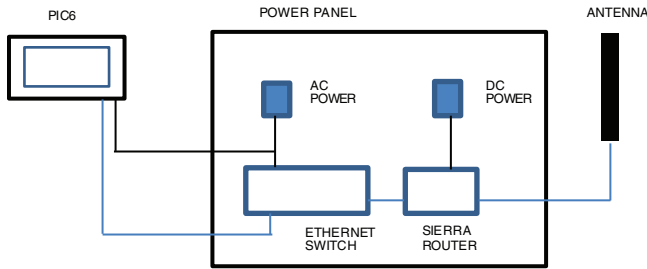 PIC6
POWER PANEL
ANTENNA
AC
POWER
DC
POWER
ETHERNET
SWITCH
SIERRA
ROUTER